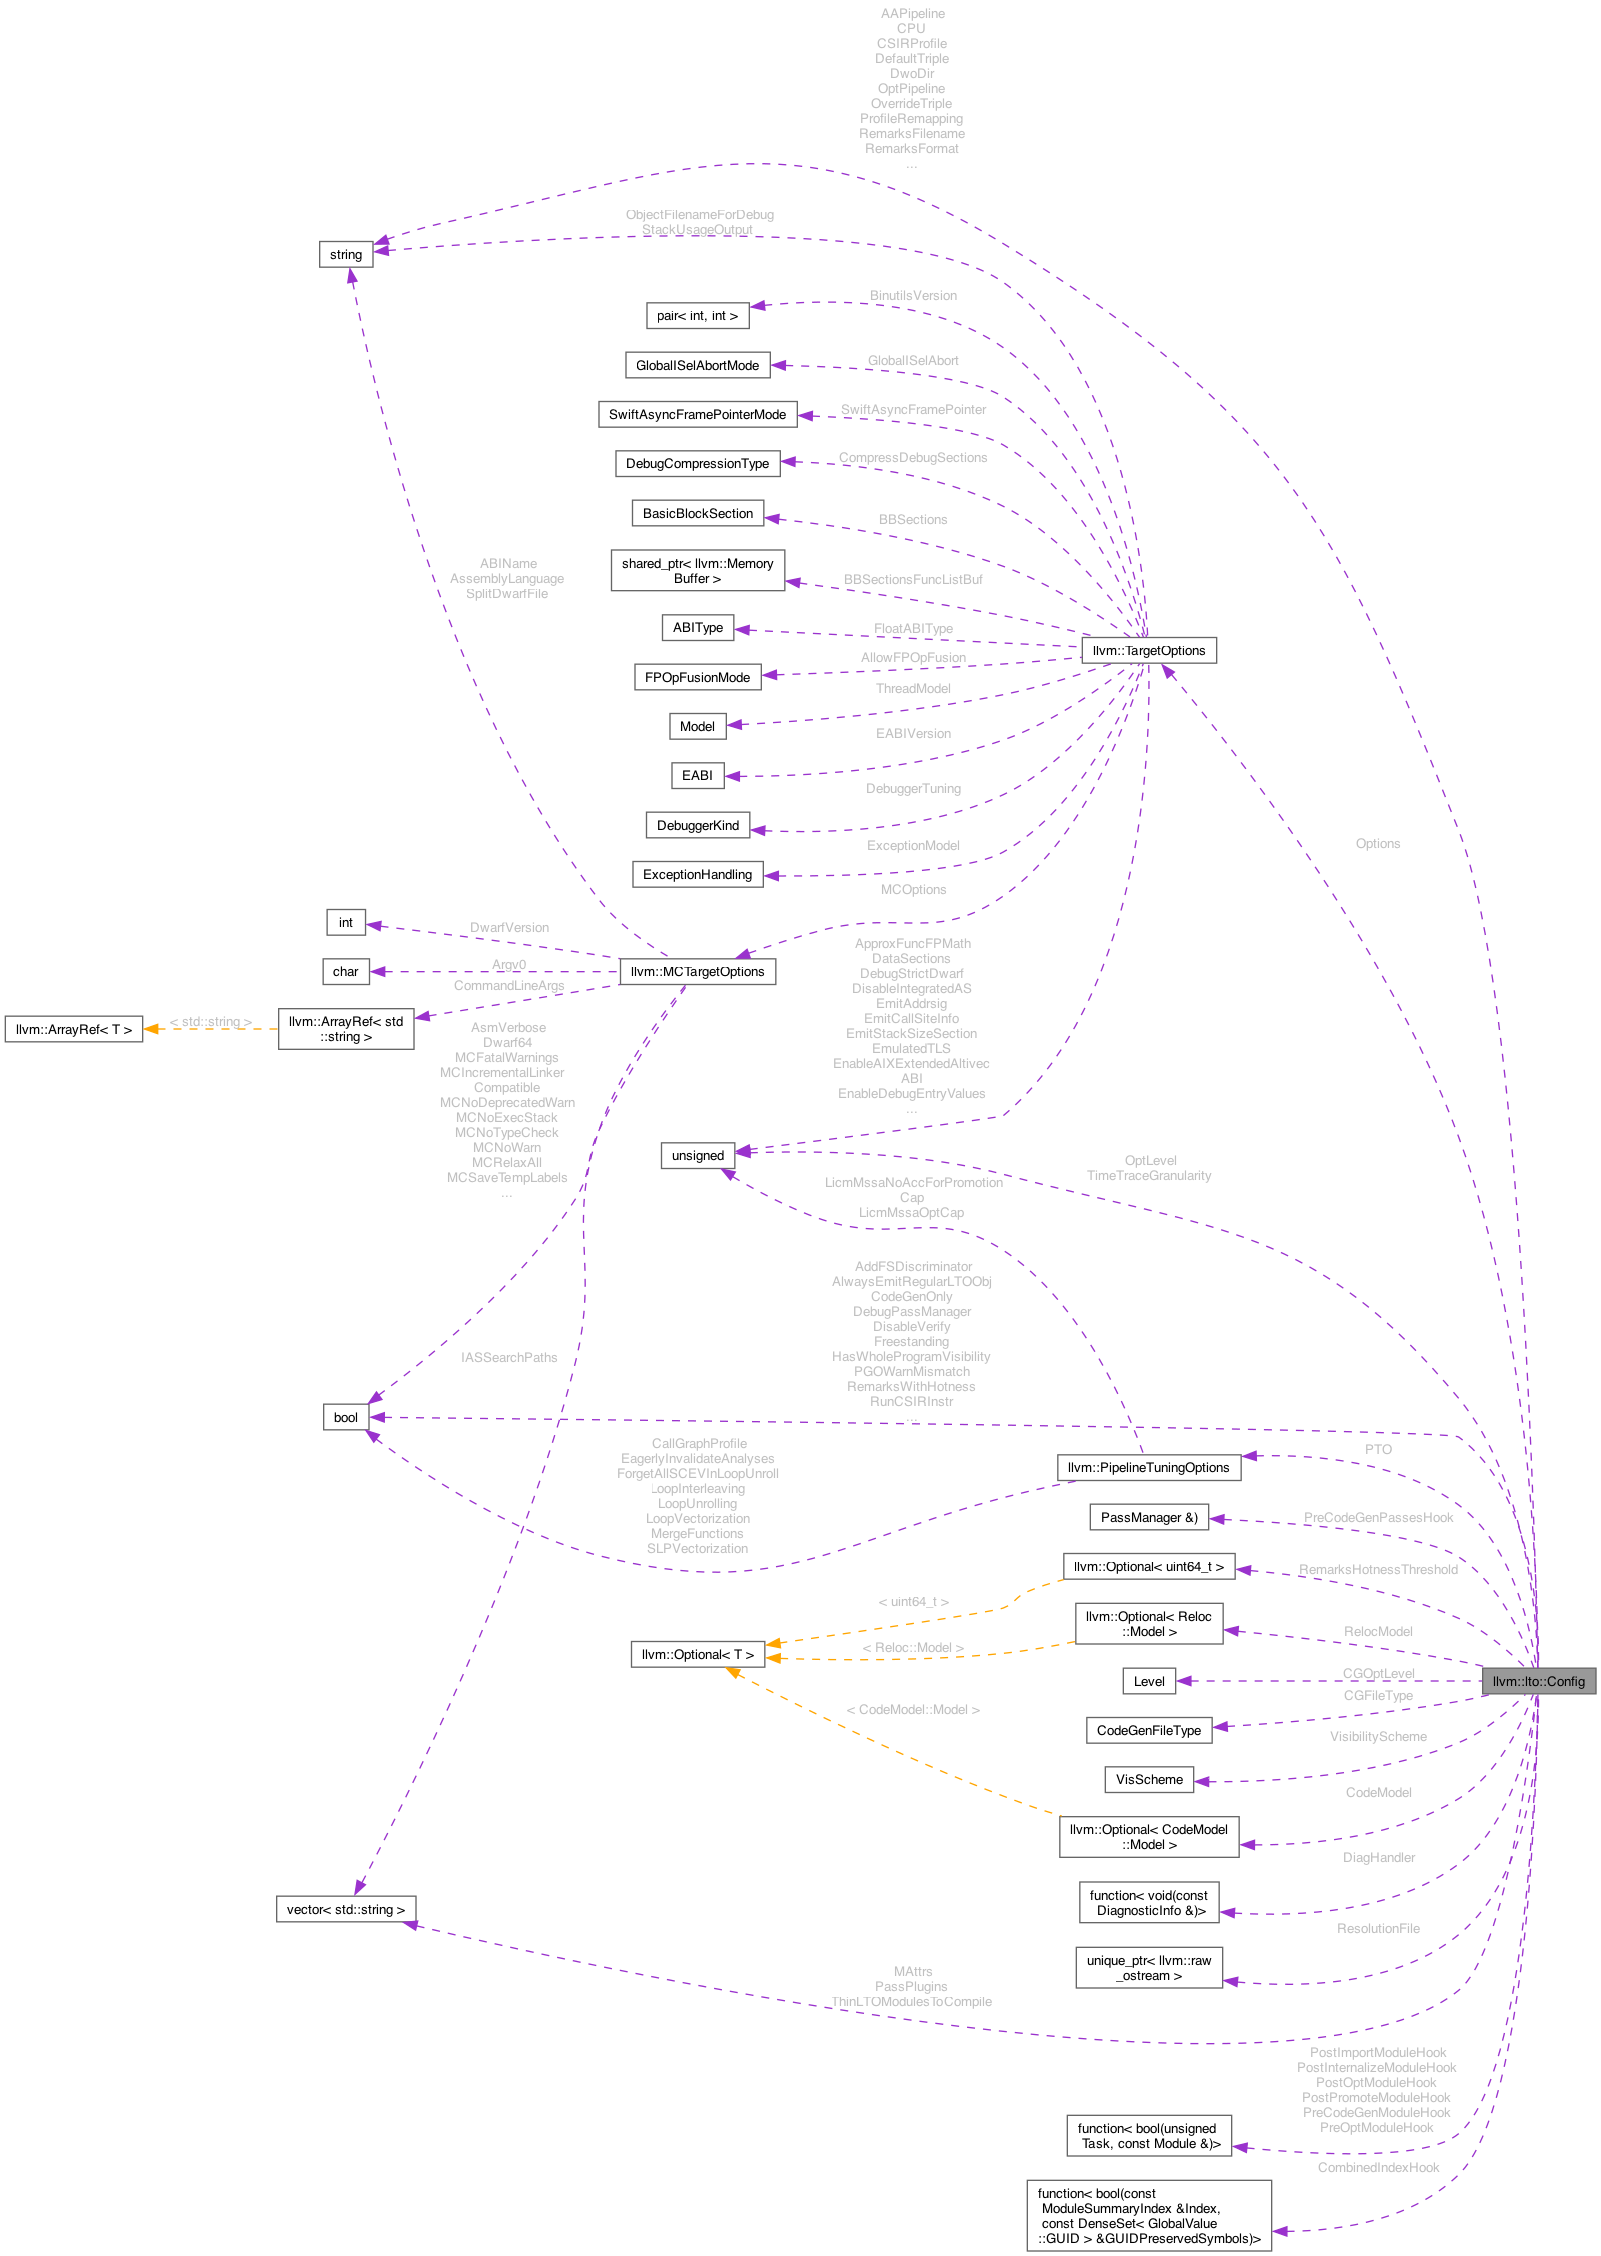 AAPipeline
CPU
CSIRProfile
DefaultTriple
DwoDir
OptPipeline
OverrideTriple
ProfileRemapping
RemarksFilename
RemarksFormat
...
ObjectFilenameForDebug
StackUsageOutput
string
BinutilsVersion
pair< int, int >
GlobalISelAbort
GlobalISelAbortMode
SwiftAsyncFramePointer
SwiftAsyncFramePointerMode
CompressDebugSections
DebugCompressionType
BBSections
BasicBlockSection
shared_ptr< llvm::Memory
Buffer >
BBSectionsFuncListBuf
ABIName
AssemblyLanguage
SplitDwarfFile
FloatABIType
ABIType
llvm::TargetOptions
AllowFPOpFusion
FPOpFusionMode
ThreadModel
Model
EABIVersion
EABI
DebuggerTuning
DebuggerKind
Options
ExceptionModel
ExceptionHandling
MCOptions
int
DwarfVersion
char
Argv0
llvm::MCTargetOptions
CommandLineArgs
llvm::ArrayRef< T >
< std::string >
llvm::ArrayRef< std
::string >
ApproxFuncFPMath
DataSections
DebugStrictDwarf
DisableIntegratedAS
EmitAddrsig
EmitCallSiteInfo
EmitStackSizeSection
EmulatedTLS
EnableAIXExtendedAltivec
ABI
EnableDebugEntryValues
...
AsmVerbose
Dwarf64
MCFatalWarnings
MCIncrementalLinker
Compatible
MCNoDeprecatedWarn
MCNoExecStack
MCNoTypeCheck
MCNoWarn
MCRelaxAll
MCSaveTempLabels
...
unsigned
OptLevel
TimeTraceGranularity
LicmMssaNoAccForPromotion
Cap
LicmMssaOptCap
AddFSDiscriminator
AlwaysEmitRegularLTOObj
CodeGenOnly
DebugPassManager
DisableVerify
Freestanding
HasWholeProgramVisibility
PGOWarnMismatch
RemarksWithHotness
RunCSIRInstr
...
IASSearchPaths
bool
CallGraphProfile
EagerlyInvalidateAnalyses
ForgetAllSCEVInLoopUnroll
LoopInterleaving
LoopUnrolling
LoopVectorization
MergeFunctions
SLPVectorization
PTO
llvm::PipelineTuningOptions
PassManager &)
PreCodeGenPassesHook
llvm::Optional< uint64_t >
RemarksHotnessThreshold
< uint64_t >
llvm::Optional< Reloc
::Model >
RelocModel
< Reloc::Model >
llvm::Optional< T >
Level
CGOptLevel
llvm::lto::Config
CGFileType
CodeGenFileType
< CodeModel::Model >
VisibilityScheme
VisScheme
CodeModel
llvm::Optional< CodeModel
::Model >
DiagHandler
function< void(const
DiagnosticInfo &)>
vector< std::string >
ResolutionFile
unique_ptr< llvm::raw
_ostream >
MAttrs
PassPlugins
ThinLTOModulesToCompile
PostImportModuleHook
PostInternalizeModuleHook
PostOptModuleHook
PostPromoteModuleHook
PreCodeGenModuleHook
PreOptModuleHook
function< bool(unsigned
Task, const Module &)>
CombinedIndexHook
function< bool(const
ModuleSummaryIndex &Index,
const DenseSet< GlobalValue
::GUID > &GUIDPreservedSymbols)>